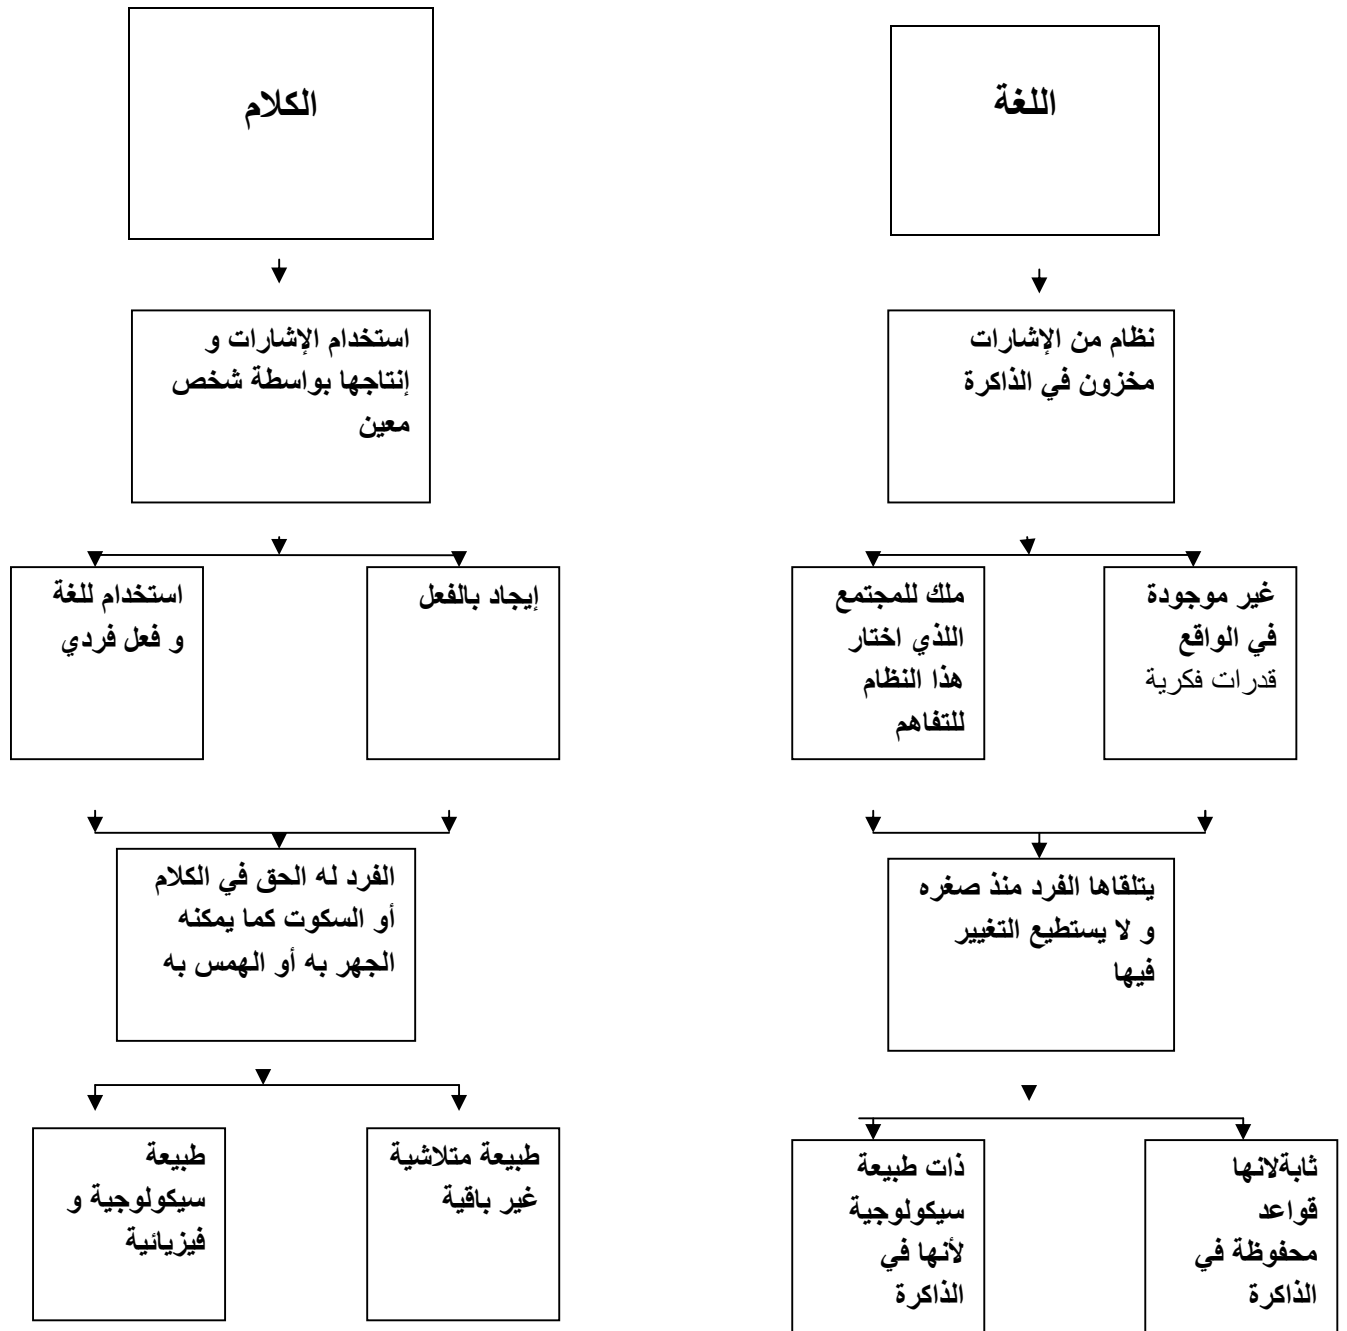 اللغة
الكلام
نظام من الإشارات
مخزون في الذاكرة
استخدام الإشارات و
إنتاجها بواسطة شخص
معين
غير موجودة
في الواقع
قدرات فكرية
ملك للمجتمع
اللذي اختار
هذا النظام
للتفاهم
إيجاد بالفعل
استخدام للغة
و فعل فردي
يتلقاها الفرد منذ صغره
و لا يستطيع التغيير
فيها
الفرد له الحق في الكلام
أو السكوت كما يمكنه
الجهر به أو الهمس به
ثابةلانها
قواعد
محفوظة في
الذاكرة
ذات طبيعة
سيكولوجية
لأنها في
الذاكرة
طبيعة متلاشية
غير باقية
طبيعة
سيكولوجية و
فيزيائية